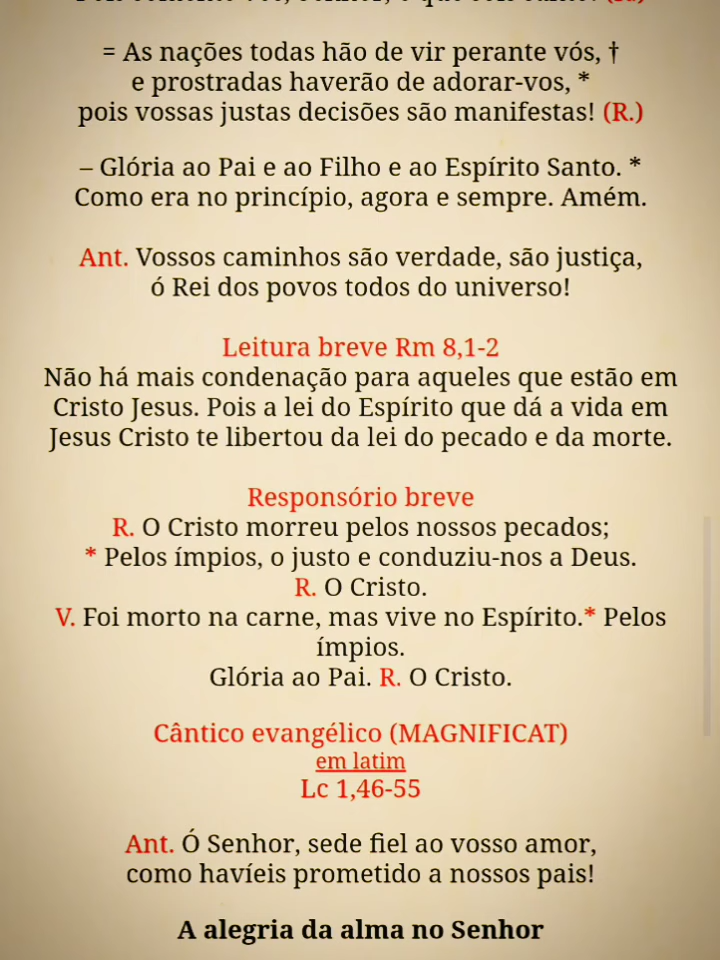 = As nações todas hão de vir perante vós, †
e prostradas haverão de adorar-vos, *
pois vossas justas decisões são manifestas! (R.)
– Glória ao Pai e ao Filho e ao Espírito Santo. *
Como era no princípio, agora e sempre. Amém.
Ant. Vossos caminhos são verdade, são justiça,
ó Rei dos povos todos do universo!
Leitura breve Rm 8,1-2
Não há mais condenação para aqueles que estão em
Cristo Jesus. Pois a lei do Espírito que dá a vida em
Jesus Cristo te libertou da lei do pecado e da morte.
Responsório breve
R. O Cristo morreu pelos nossos pecados;
* Pelos ímpios, o justo e conduziu-nos a Deus.
R. O Cristo.
V. Foi morto na carne, mas vive no Espírito.* Pelos
ímpios.
Glória ao Pai. R. O Cristo.
Cântico evangélico (MAGNIFICAT)
em latim
Lc 1,46-55
Ant. Ó Senhor, sede fiel ao vosso amor,
como havíeis prometido a nossos pais!
A alegria da alma no Senhor